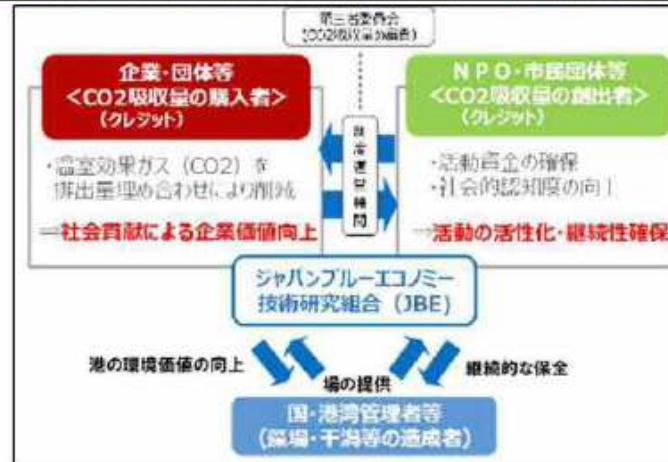 第三者委員会
(CO2吸収量の審査)
企業・団体等
<CO2吸収量の購入者>
(クレジット)
・温室効果ガス（CO2）を
排出量埋め合わせにより削減
⇒社会貢献による企業価値向上
制度運営機関
NPO・市民団体等
<CO2吸収量の創出者>
(クレジット)
・活動資金の確保
・社会的認知度の向上
⇒活動の活性化・継続性確保
ジャパンブルーエコノミー
技術研究組合（JBE）
港の環境価値の向上
場の提供
継続的な保全
国・港湾管理者等
(藻場・干潟等の造成者)